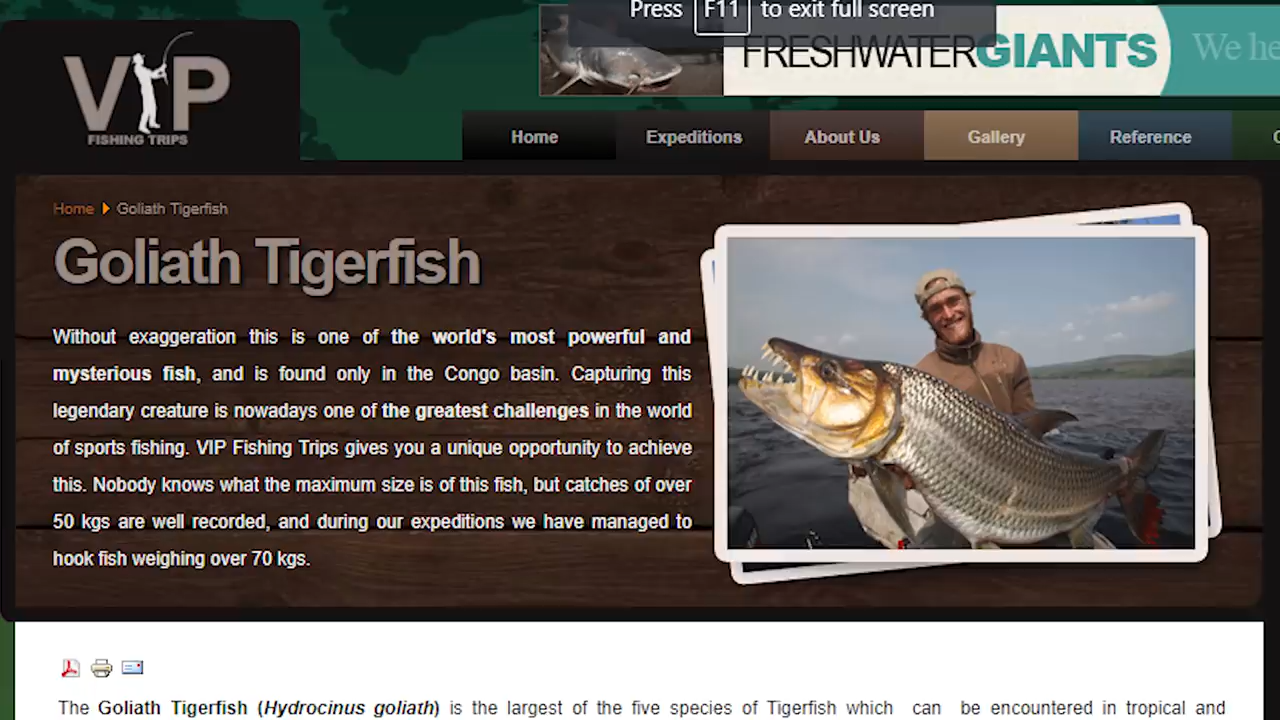 Press F11 to exit full screen
VIP
FISHING TRIPS
FRESHWATERGIANTS
We he
Home Expeditions About Us Gallery Reference
Home Goliath Tigerfish
Goliath Tigerfish
Without exaggeration this is one of the world's most powerful and
mysterious fish, and is found only in the Congo basin. Capturing this
legendary creature is nowadays one of the greatest challenges in the world
of sports fishing. VIP Fishing Trips gives you a unique opportunity to achieve
this. Nobody knows what the maximum size is of this fish, but catches of over
50 kgs are well recorded, and during our expeditions we have managed to
hook fish weighing over 70 kgs.
The Goliath Tigerfish (Hydrocinus goliath) is the largest of the five species of Tigerfish which can be encountered in tropical and